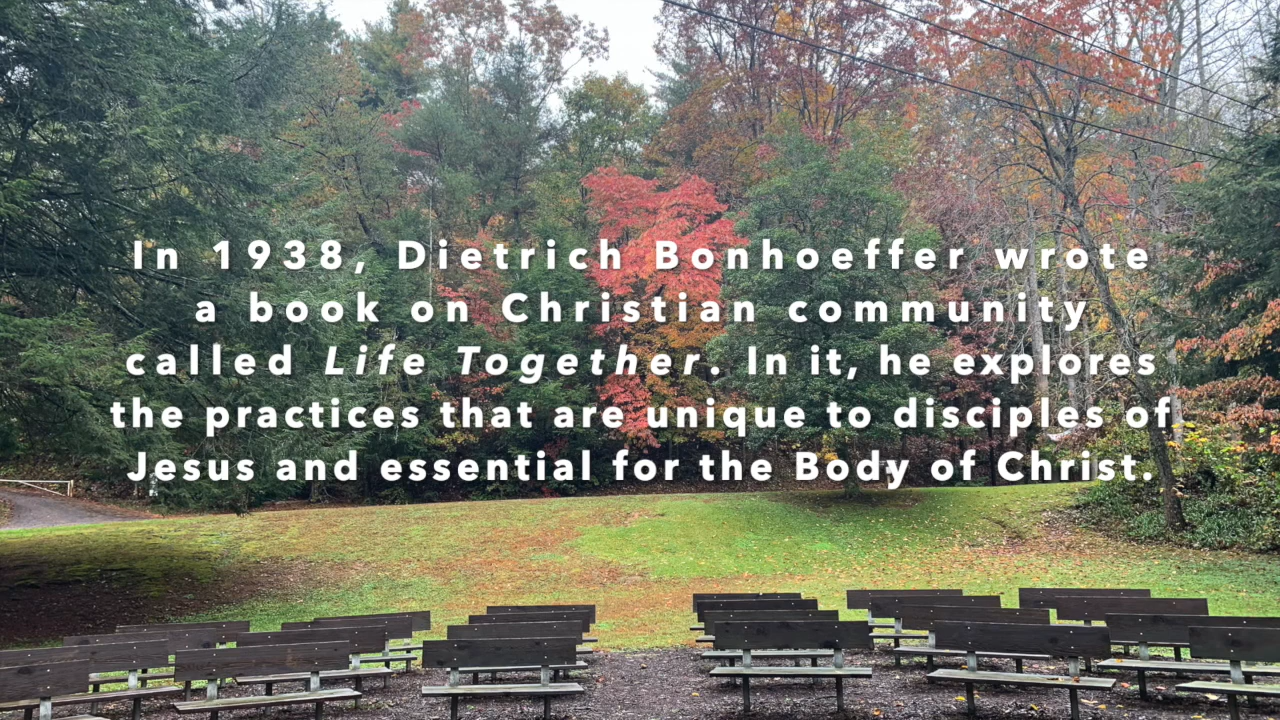 In 1938, Dietrich Bonhoeffer wrote
a book on Christian community
called Life Together. In it, he explores
the practices that are unique to disciples of
Jesus and essential for the Body of Christ.